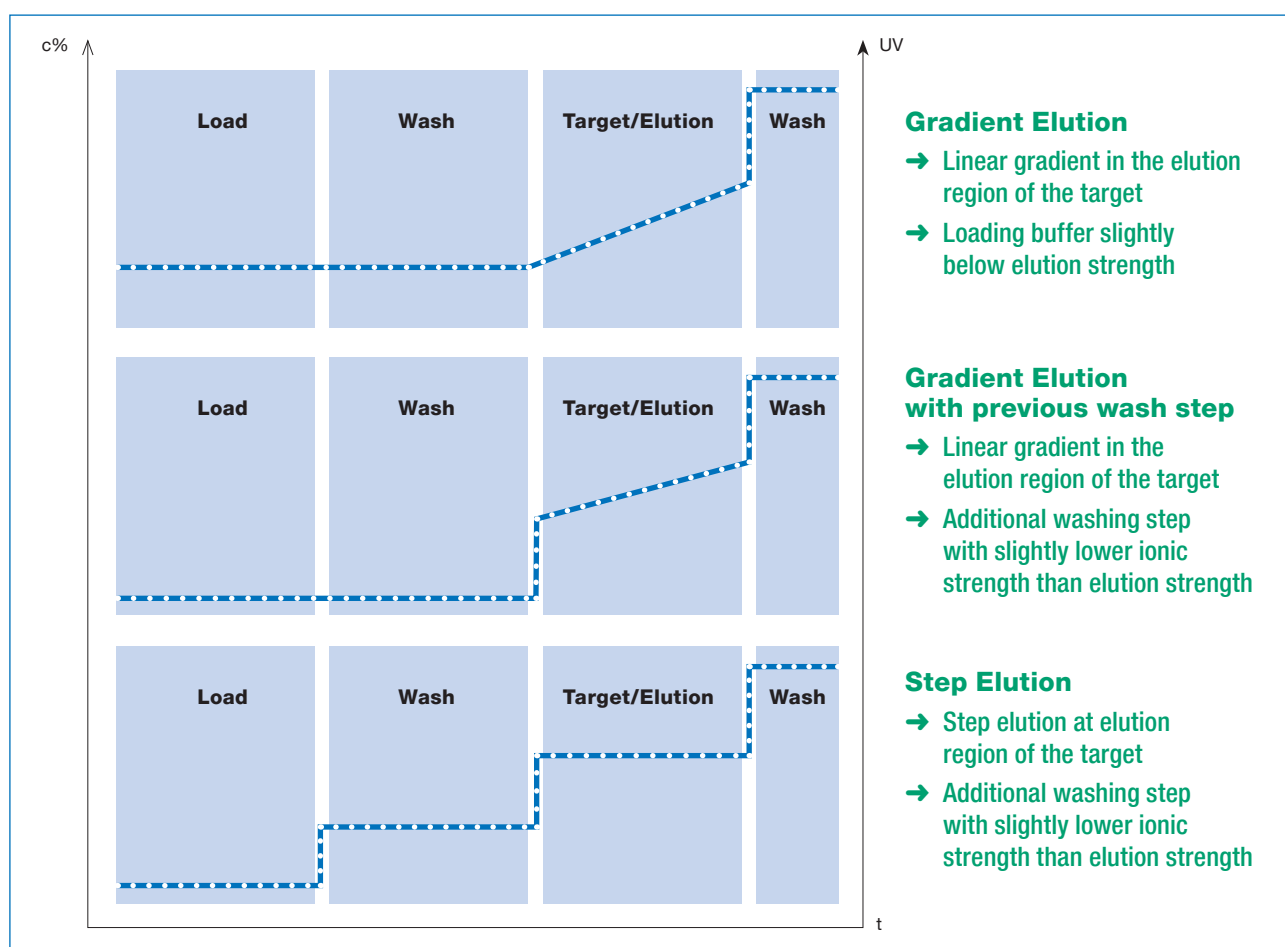 c%
UV
Load
Wash
Target/Elution
Wash
Gradient Elution
➔ Linear gradient in the elution
region of the target
➔ Loading buffer slightly
below elution strength
Load
Wash
Target/Elution
Wash
Gradient Elution
with previous wash step
➔ Linear gradient in the
elution region of the target
➔ Additional washing step
with slightly lower ionic
strength than elution strength
Load
Wash
Target/Elution
Wash
Step Elution
➔ Step elution at elution
region of the target
➔ Additional washing step
with slightly lower ionic
strength than elution strength
t